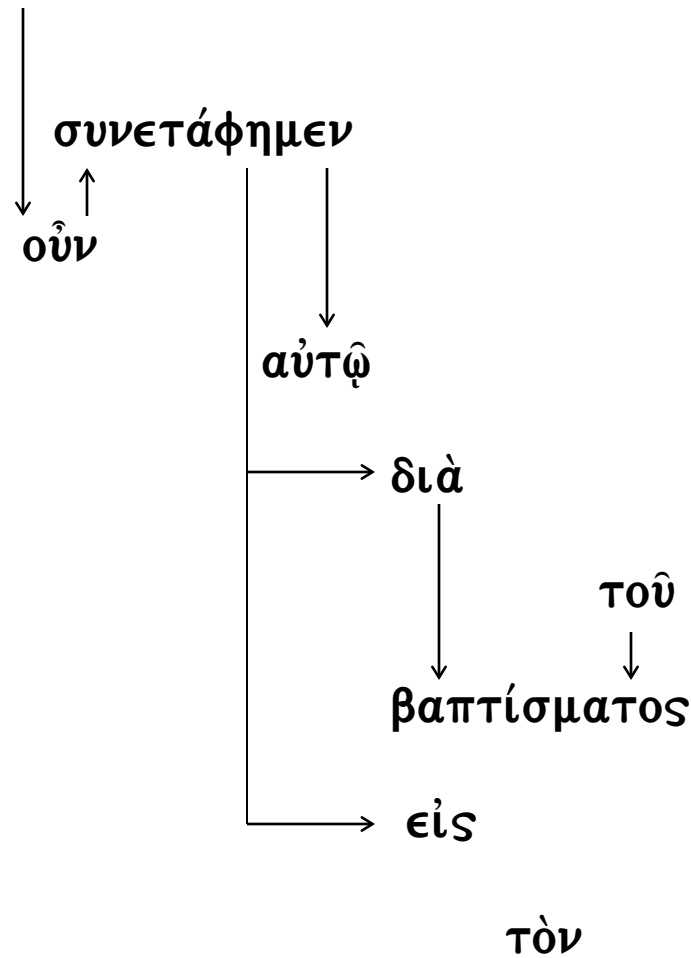 συνετάφημεν
οὖν
αὐτῷ
διὰ
τοῦ
βαπτίσματος
εἰς
τὸν